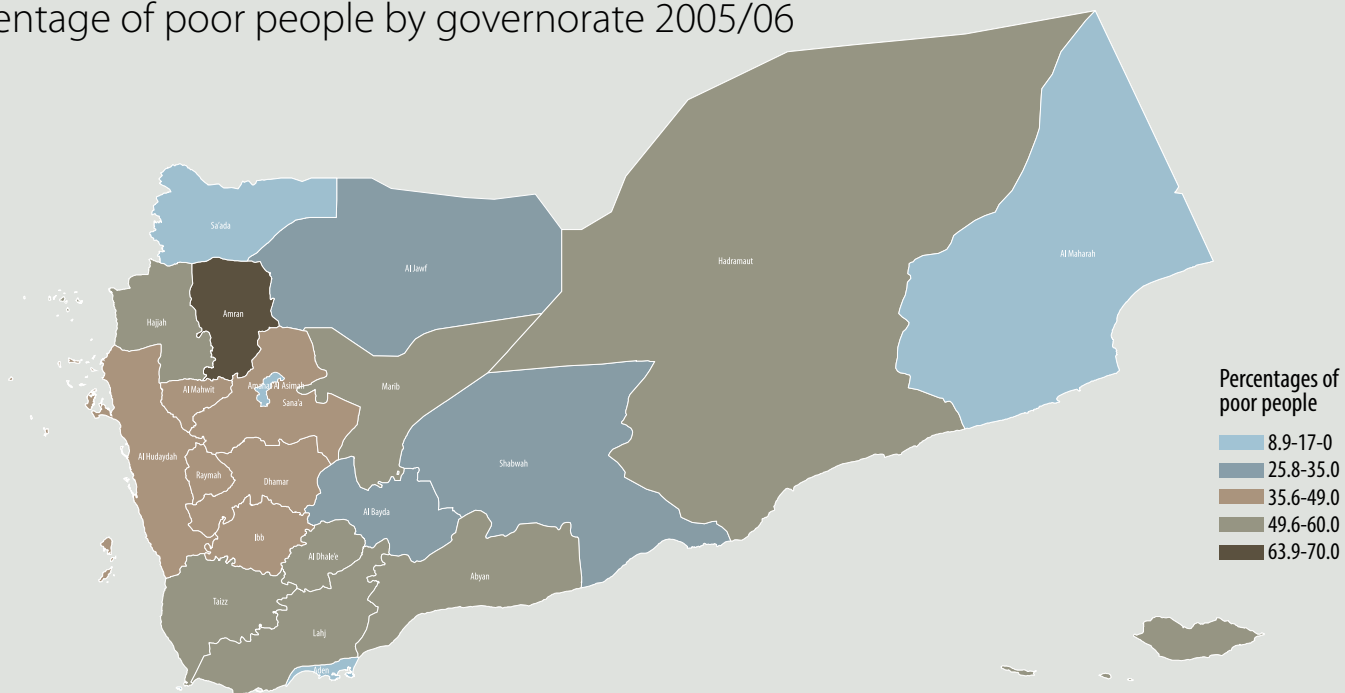 entage of poor people by governorate 2005/06
Sa'ada
Al Jawf
Hadramaut
Al Maharah
Hajjah
Amran
Al Mahwit
Amanat Al Asimah
Sana'a
Marib
Al Hudaydah
Raymah
Dhamar
Shabwah
Al Bayda
Ibb
Al Dhale'e
Abyan
Taizz
Lahj
Aden
Percentages of
poor people
8.9-17-0
25.8-35.0
35.6-49.0
49.6-60.0
63.9-70.0